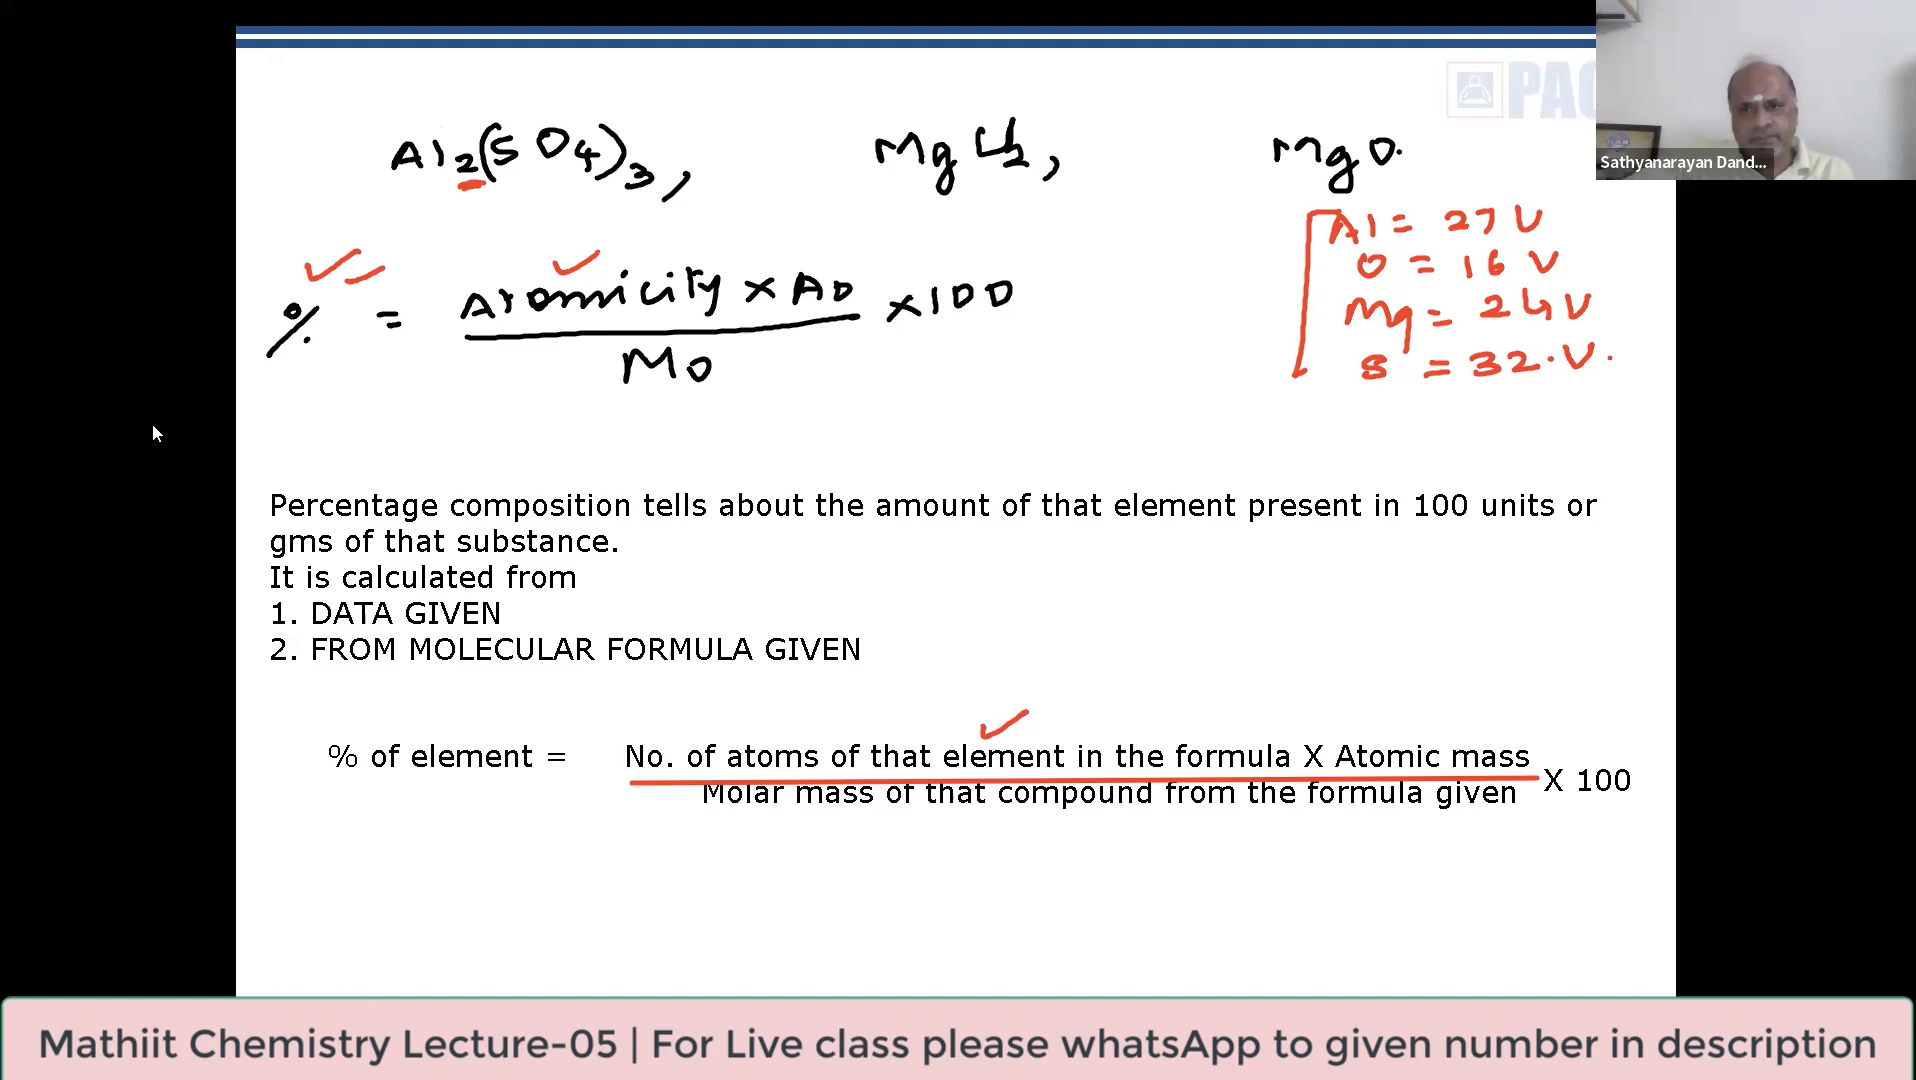 PAC
Al2(SO4)3, MgCl2, MgO.
Sathyanarayan Dand...
Al = 27 V
O = 16 V
Mg = 24 V
S = 32. V.
% = Atomicity x AD x 100
MD
Percentage composition tells about the amount of that element present in 100 units or
gms of that substance.
It is calculated from
1. DATA GIVEN
2. FROM MOLECULAR FORMULA GIVEN
% of element = No. of atoms of that element in the formula X Atomic mass
X 100
Molar mass of that compound from the formula given
Mathiit Chemistry Lecture-05 | For Live class please whatsApp to given number in description